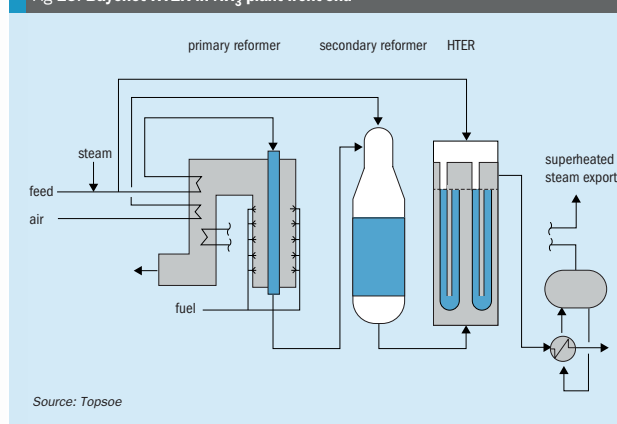 primary reformer secondary reformer HTER
steam
superheated
steam export
feed
air
fuel
Source: Topsoe